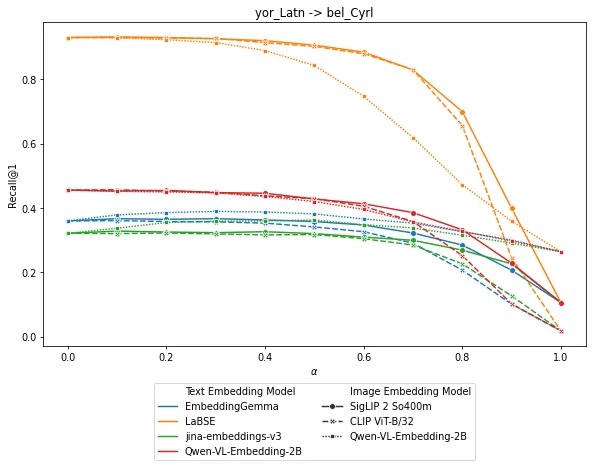 yor_Latn -> bel_Cyrl
Recall@1
0.8
0.6
0.4
0.2
0.0
0.0 0.2 0.4 0.6 0.8 1.0
α
Text Embedding Model Image Embedding Model
EmbeddingGemma SigLIP 2 So400m
LaBSE CLIP ViT-B/32
jina-embeddings-v3 Qwen-VL-Embedding-2B
Qwen-VL-Embedding-2B